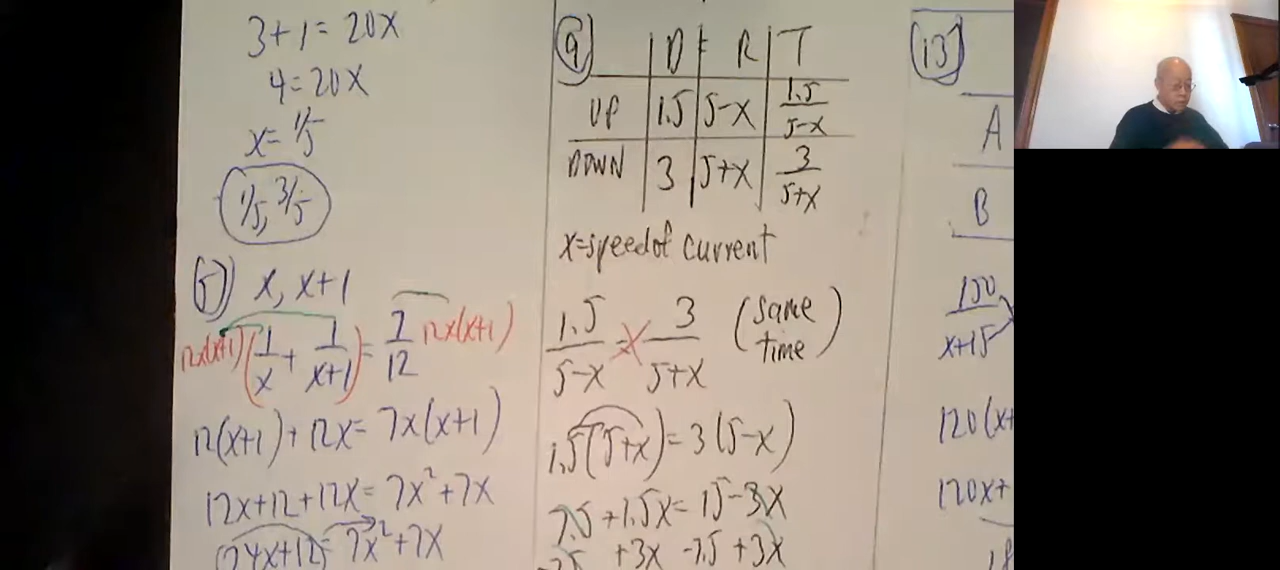 3+1=20x
4=20x
x=1/5
1/5, 3/5
5) x, x+1
12x(x+1)(1/x + 1/(x+1)) = 7/12 12x(x+1)
12(x+1)+12x=7x(x+1)
12x+12+12x=7x²+7x
(24x+12)=7x²+7x
9 D = R T
UP 1.5 5-x 1.5/(5-x)
DOWN 3 5+x 3/(5+x)
x=speed of current
1.5/(5-x) = 3/(5+x) (same time)
1.5(5+x)=3(5-x)
7.5+1.5x=15-3x
-7.5 +3x -7.5 +3x
13
A
B
150
x+15
120(x+
120x+